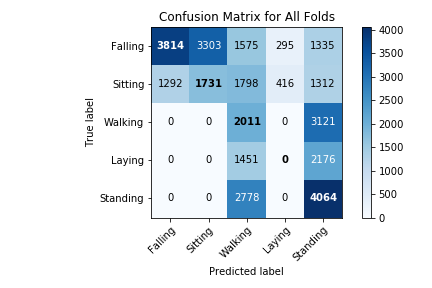 Confusion Matrix for All Folds
Falling 3814 3303 1575 295 1335
Sitting 1292 1731 1798 416 1312
Walking 0 0 2011 0 3121
Laying 0 0 1451 0 2176
Standing 0 0 2778 0 4064
True label
Falling Sitting Walking Laying Standing
Predicted label
4000
3500
3000
2500
2000
1500
1000
500
0